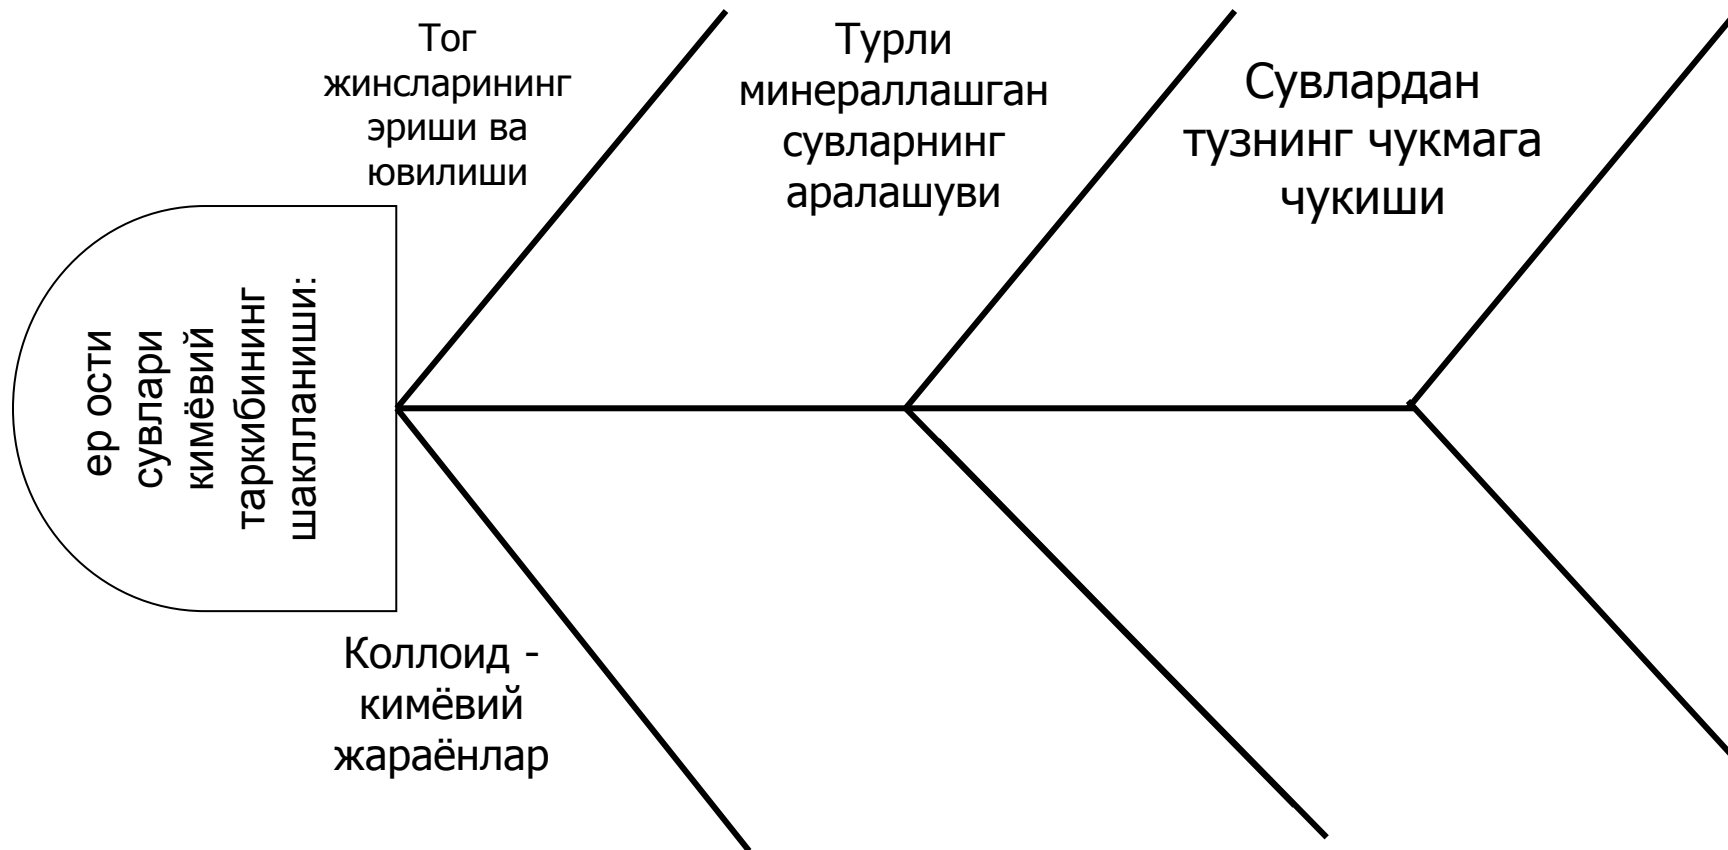 Тог
жинсларининг
эриши ва
ювилиши
Турли
минераллашган
сувларнинг
аралашуви
Сувлардан
тузнинг чукмага
чукиши
ер ости
сувлари
кимёвий
таркибининг
шаклланиши:
Коллоид -
кимёвий
жараёнлар